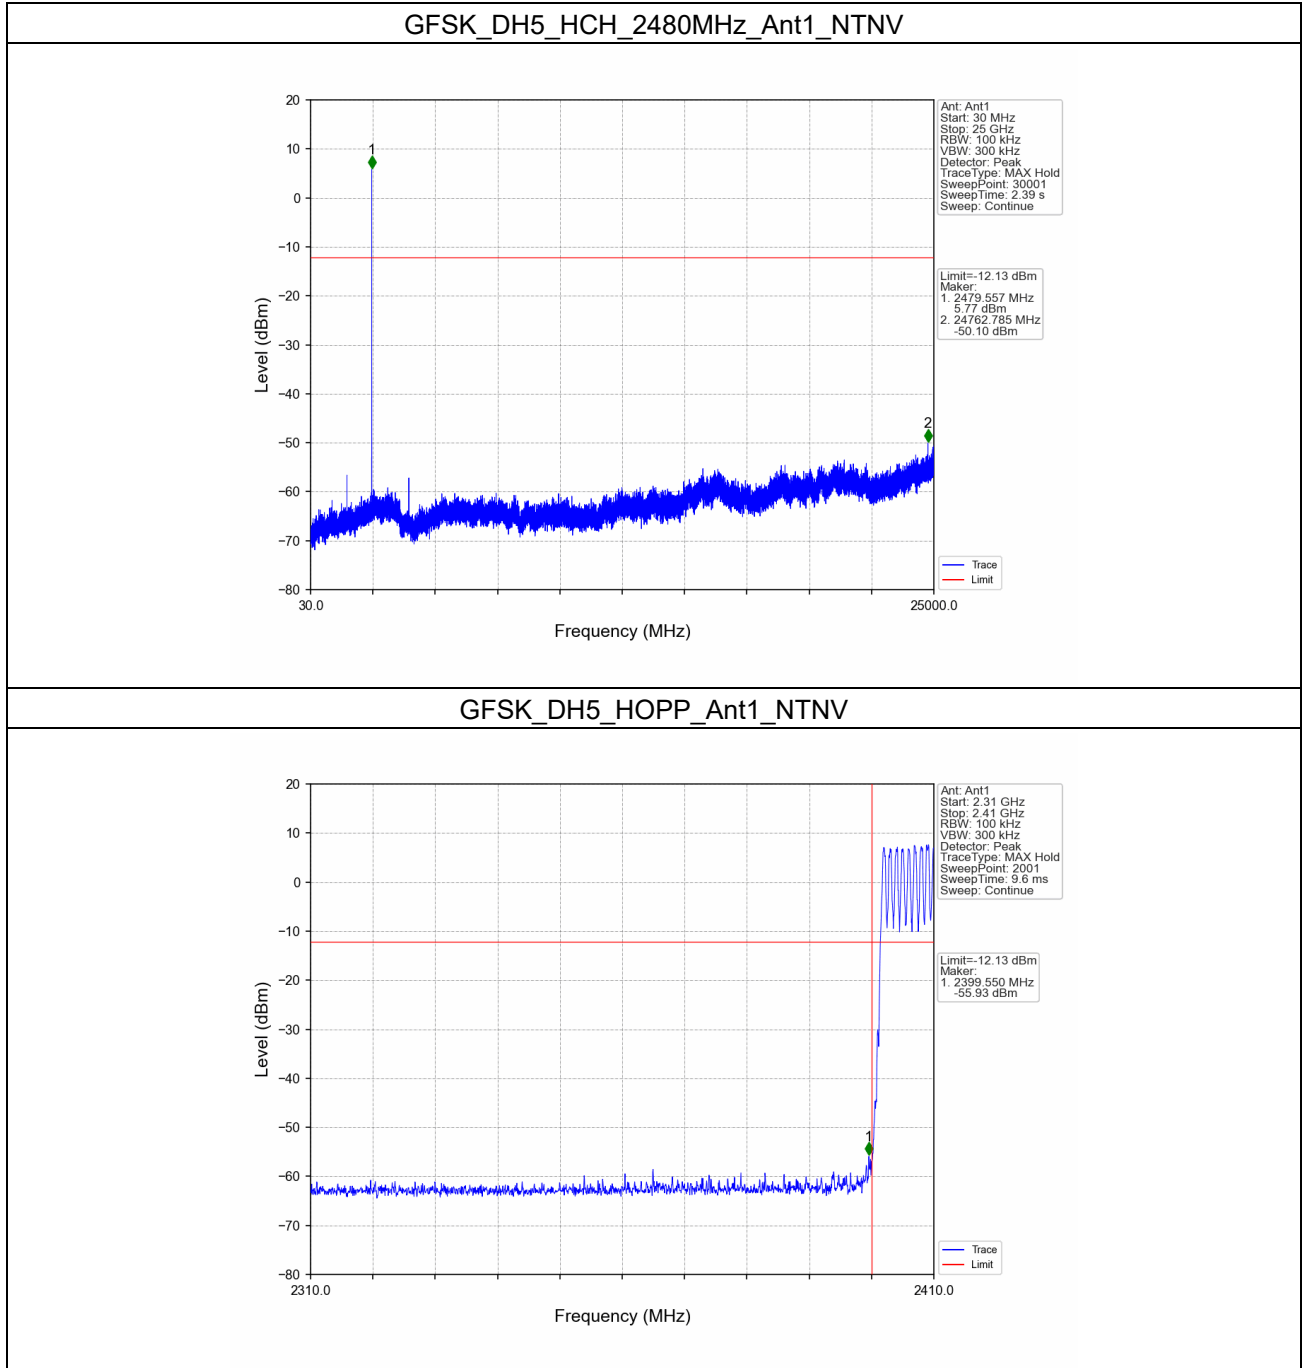 GFSK_DH5_HCH_2480MHz_Ant1_NTNV
20
10
0
−10
−20
−30
−40
−50
−60
−70
−80
Level (dBm)
1
2
30.0
25000.0
Frequency (MHz)
Ant: Ant1
Start: 30 MHz
Stop: 25 GHz
RBW: 100 kHz
VBW: 300 kHz
Detector: Peak
TraceType: MAX Hold
SweepPoint: 30001
SweepTime: 2.39 s
Sweep: Continue
Limit=-12.13 dBm
Maker:
1. 2479.557 MHz
5.77 dBm
2. 24762.785 MHz
-50.10 dBm
Trace
Limit
GFSK_DH5_HOPP_Ant1_NTNV
20
10
0
−10
−20
−30
−40
−50
−60
−70
−80
Level (dBm)
1
2310.0
2410.0
Frequency (MHz)
Ant: Ant1
Start: 2.31 GHz
Stop: 2.41 GHz
RBW: 100 kHz
VBW: 300 kHz
Detector: Peak
TraceType: MAX Hold
SweepPoint: 2001
SweepTime: 9.6 ms
Sweep: Continue
Limit=-12.13 dBm
Maker:
1. 2399.550 MHz
-55.93 dBm
Trace
Limit